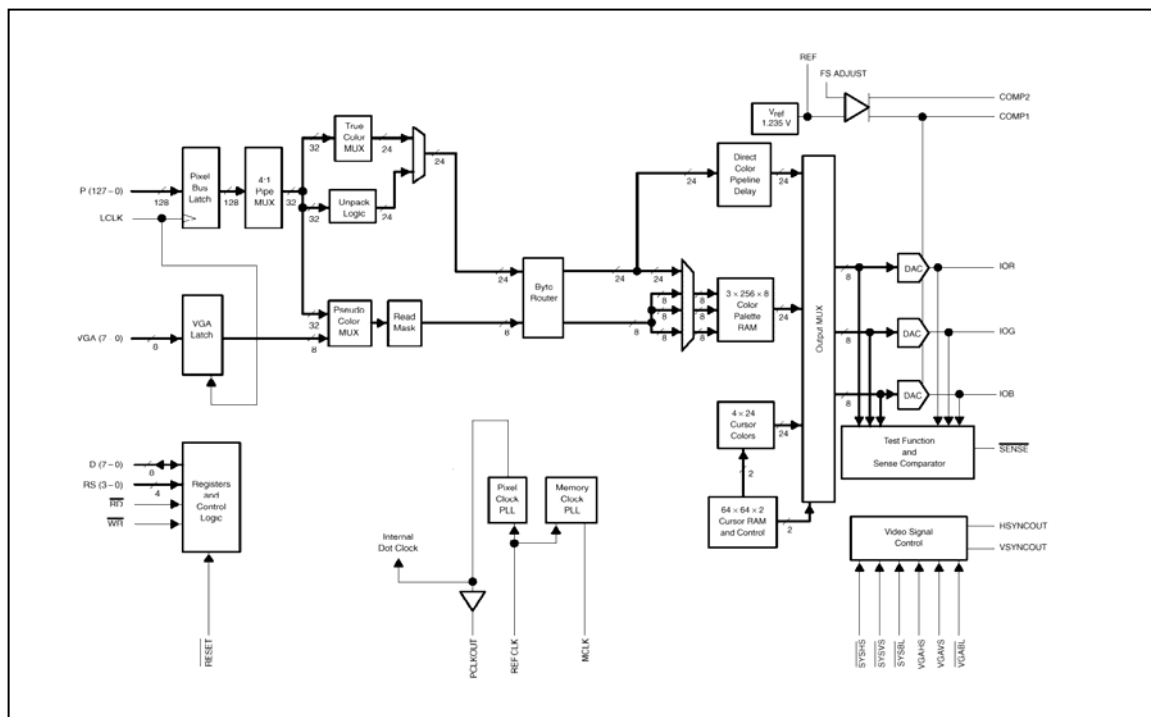 REF
FS ADJUST
COMP2
COMP1
Vref
1.235 V
True
Color
MUX
32
24
24
Direct
Color
Pipeline
Delay
24
24
Pixel
Bus
Latch
4:1
Pipe
MUX
P (127–0)
128
128
32
LCLK
Unpack
Logic
32
24
DAC
IOR
8
24
Byte
Router
24
24
8
8
8
8
8
8
3 × 256 × 8
Color
Palette
RAM
24
Output MUX
VGA
Latch
32
Pseudo
Color
MUX
Read
Mask
VGA (7–0)
8
8
8
DAC
IOG
8
DAC
IOB
8
4 × 24
Cursor
Colors
24
2
Test Function
and
Sense Comparator
SENSE
D (7–0)
RS (3–0)
4
RD
WR
Registers
and
Control
Logic
Pixel
Clock
PLL
Memory
Clock
PLL
64 × 64 × 2
Cursor RAM
and Control
2
Internal
Dot Clock
Video Signal
Control
HSYNCOUT
VSYNCOUT
RESET
PCLKOUT
REF CLK
MCLK
SYSHS
SYSVS
SYSBL
VGAHS
VGAVS
VGABL